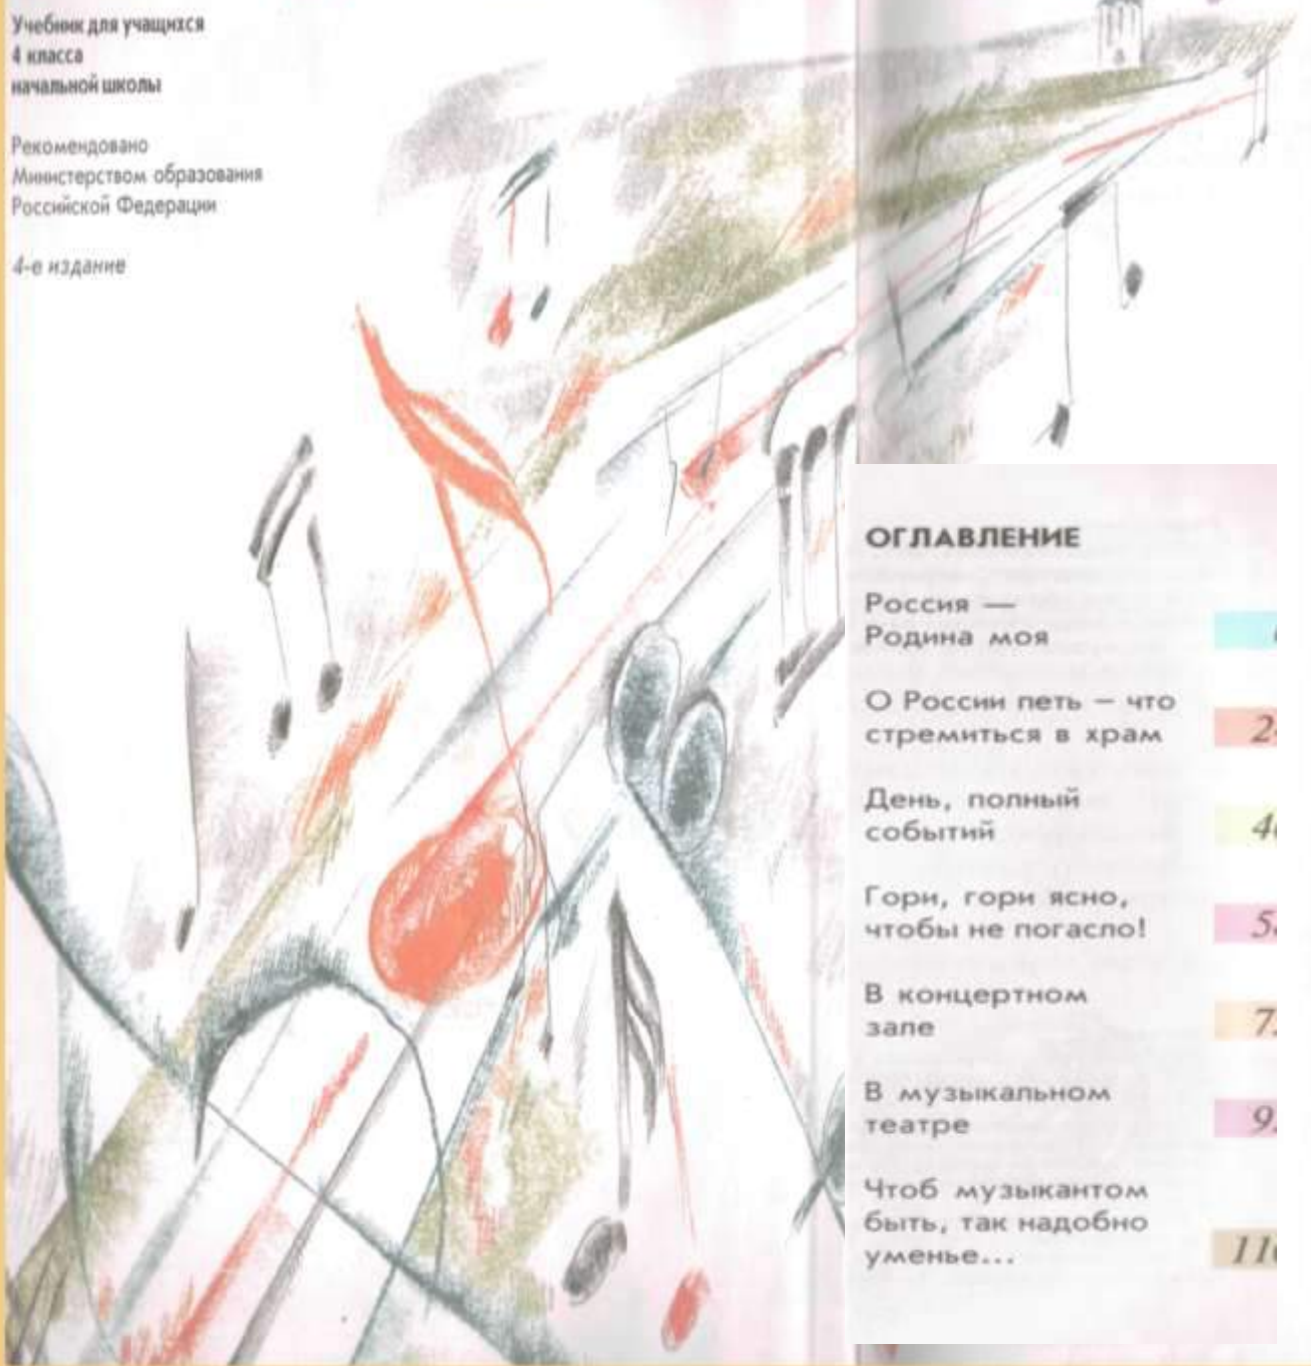 Учебник для учащихся
4 класса
начальной школы
Рекомендовано
Министерством образования
Российской Федерации
4-е издание
ОГЛАВЛЕНИЕ
Россия —
Родина моя
О России петь — что
стремиться в храм
День, полный
событий
Гори, гори ясно,
чтобы не погасло!
В концертном
зале
В музыкальном
театре
Чтоб музыкантом
быть, так надобно
уменье...